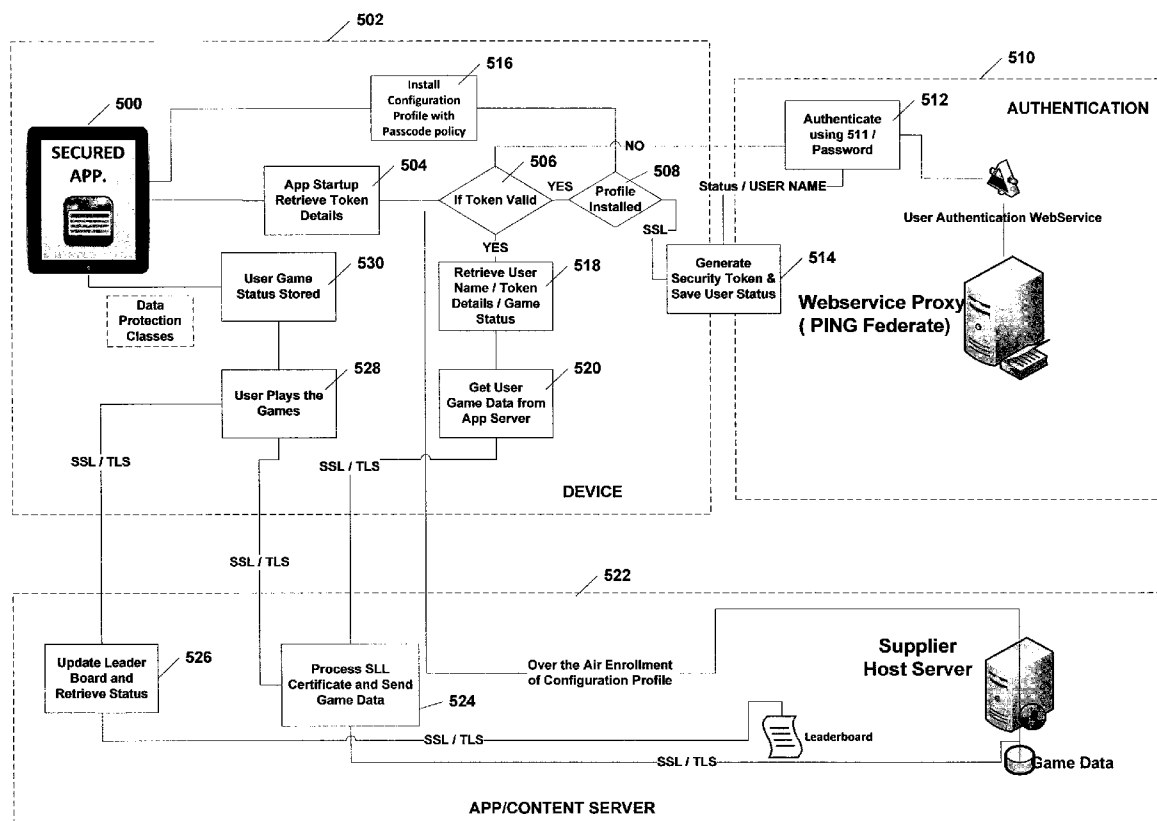 502
516
Install
Configuration
Profile with
Passcode policy
510
AUTHENTICATION
500
SECURED
APP.
504
App Startup
Retrieve Token
Details
506
If Token Valid
NO
YES
YES
508
Profile
Installed
SSL
512
Authenticate
using 511 /
Password
Status / USER NAME
User Authentication WebService
514
Generate
Security Token &
Save User Status
Webservice Proxy
( PING Federate)
530
User Game
Status Stored
Data
Protection
Classes
518
Retrieve User
Name / Token
Details / Game
Status
528
User Plays the
Games
520
Get User
Game Data from
App Server
SSL / TLS
SSL / TLS
DEVICE
SSL / TLS
522
526
Update Leader
Board and
Retrieve Status
Process SLL
Certificate and Send
Game Data
524
Over the Air Enrollment
of Configuration Profile
Supplier
Host Server
SSL / TLS
Leaderboard
SSL / TLS
Game Data
APP/CONTENT SERVER